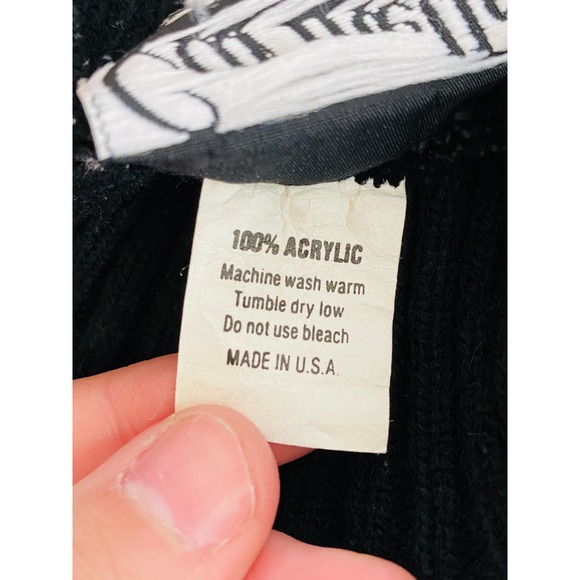 100% ACRYLIC
Machine wash warm
Tumble dry low
Do not use bleach
MADE IN U.S.A.